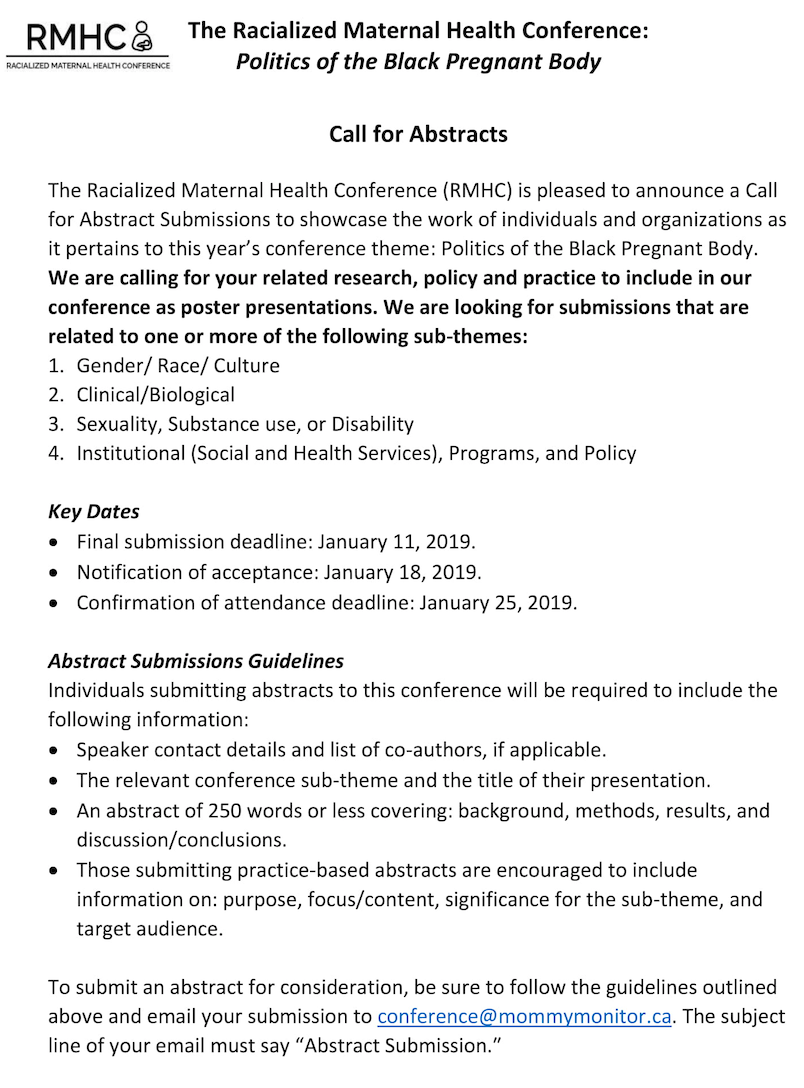 RMHC
RACIALIZED MATERNAL HEALTH CONFERENCE
The Racialized Maternal Health Conference:
Politics of the Black Pregnant Body
Call for Abstracts
The Racialized Maternal Health Conference (RMHC) is pleased to announce a Call
for Abstract Submissions to showcase the work of individuals and organizations as
it pertains to this year’s conference theme: Politics of the Black Pregnant Body.
We are calling for your related research, policy and practice to include in our
conference as poster presentations. We are looking for submissions that are
related to one or more of the following sub-themes:
1. Gender/ Race/ Culture
2. Clinical/Biological
3. Sexuality, Substance use, or Disability
4. Institutional (Social and Health Services), Programs, and Policy
Key Dates
• Final submission deadline: January 11, 2019.
• Notification of acceptance: January 18, 2019.
• Confirmation of attendance deadline: January 25, 2019.
Abstract Submissions Guidelines
Individuals submitting abstracts to this conference will be required to include the
following information:
• Speaker contact details and list of co-authors, if applicable.
• The relevant conference sub-theme and the title of their presentation.
• An abstract of 250 words or less covering: background, methods, results, and
discussion/conclusions.
• Those submitting practice-based abstracts are encouraged to include
information on: purpose, focus/content, significance for the sub-theme, and
target audience.
To submit an abstract for consideration, be sure to follow the guidelines outlined
above and email your submission to conference@mommymonitor.ca. The subject
line of your email must say “Abstract Submission.”